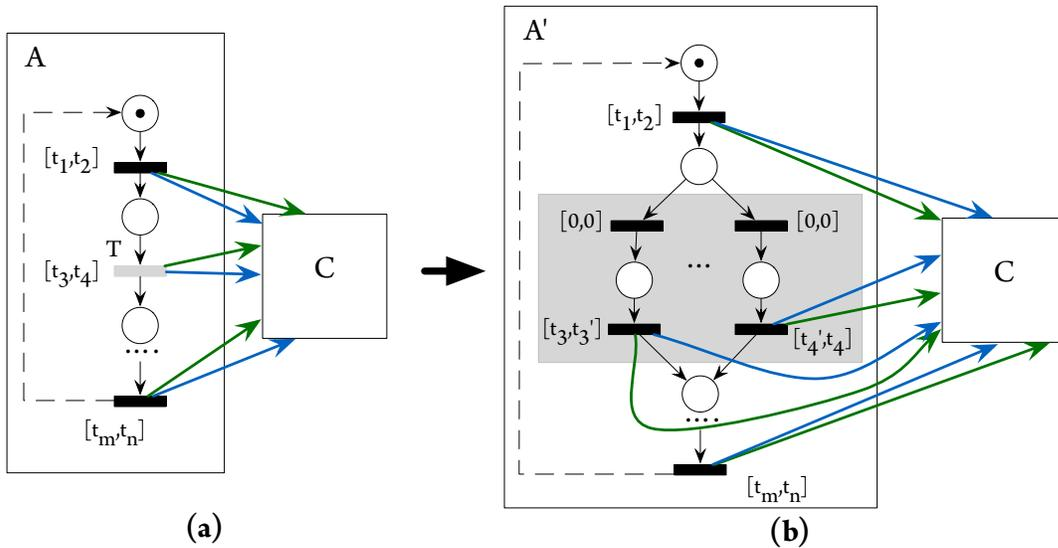 A
[t1,t2]
T
[t3,t4]
....
[tm,tn]
C
(a)
A'
[t1,t2]
[0,0]
[0,0]
...
[t3,t3']
[t4',t4]
....
[tm,tn]
C
(b)